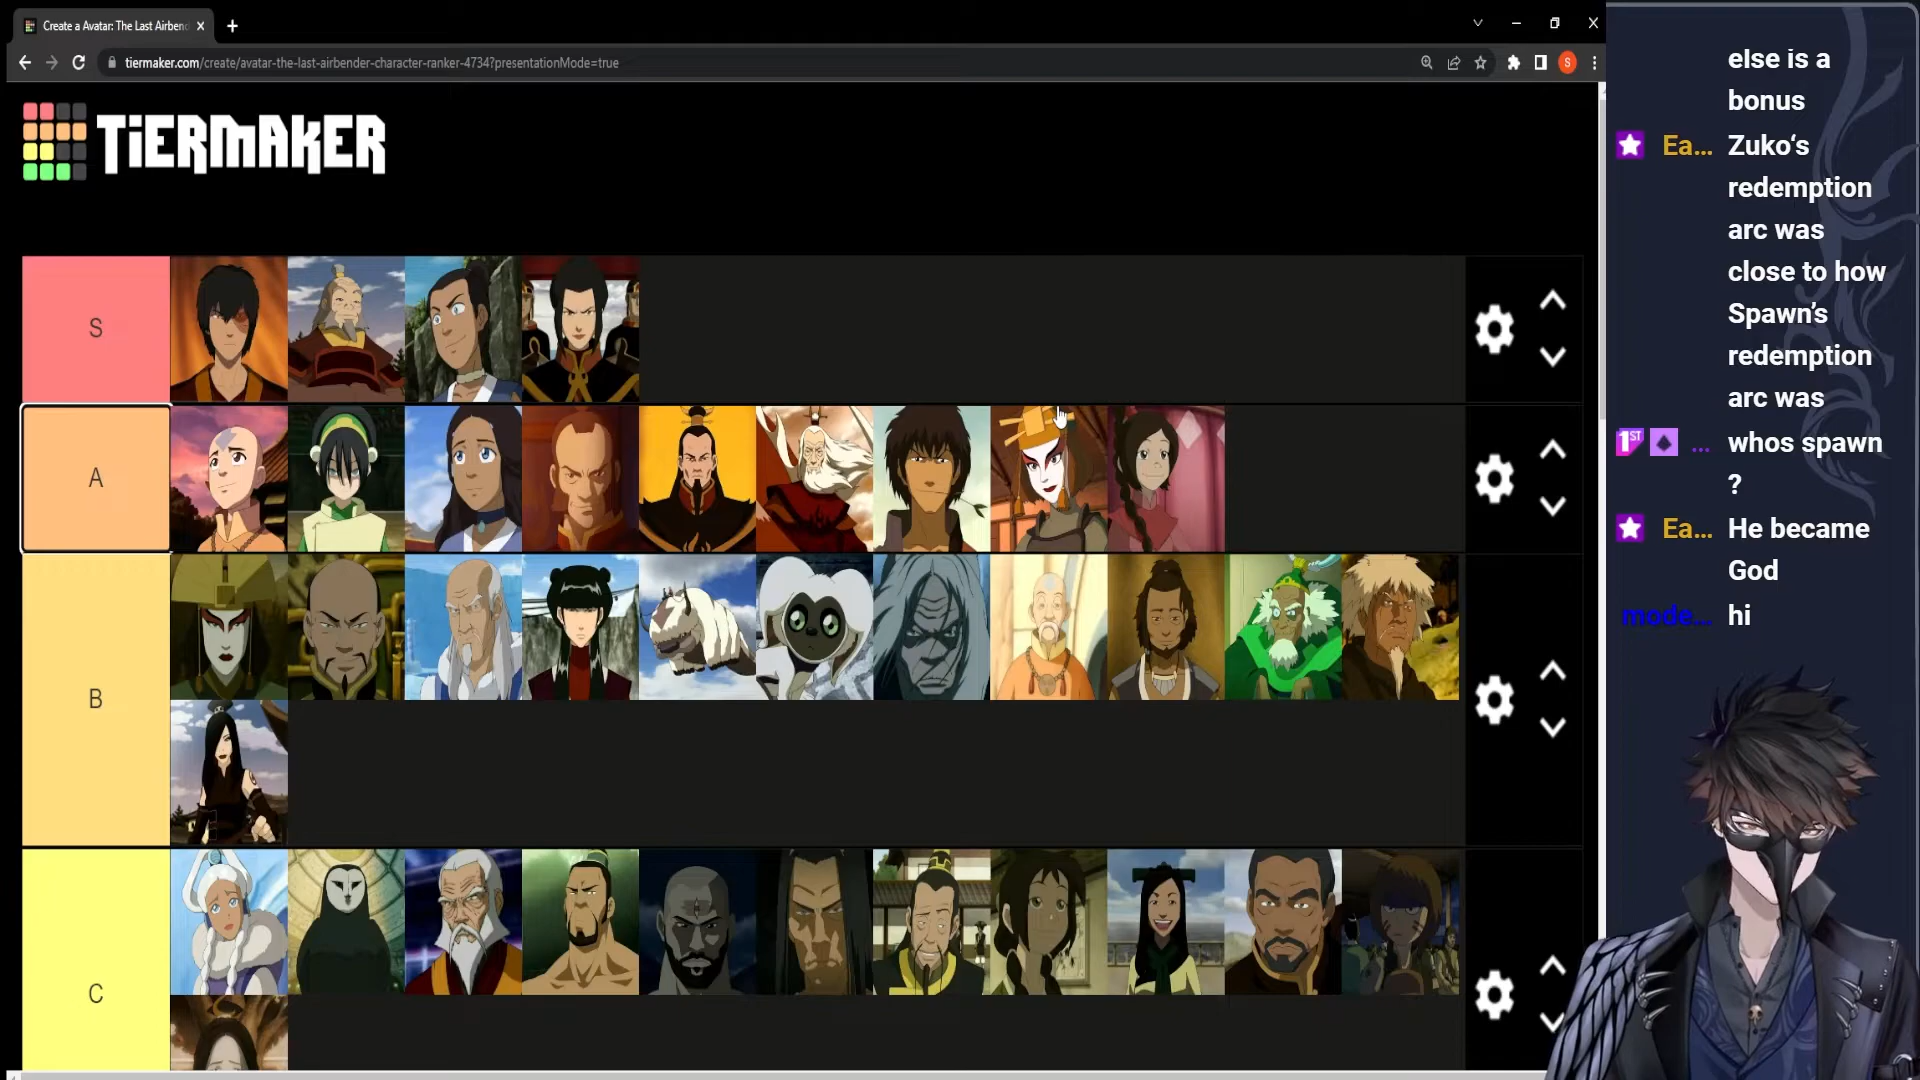 Create a Avatar: The Last Airben
tiermaker.com/create/avatar-the-last-airbender-character-ranker-4734?presentationMode=true
S
TiERMAKER
S
A
B
C
else is a
bonus
Ea... Zuko‘s
redemption
arc was
close to how
Spawn’s
redemption
arc was
1ST ... whos spawn
?
Ea... He became
God
mode... hi